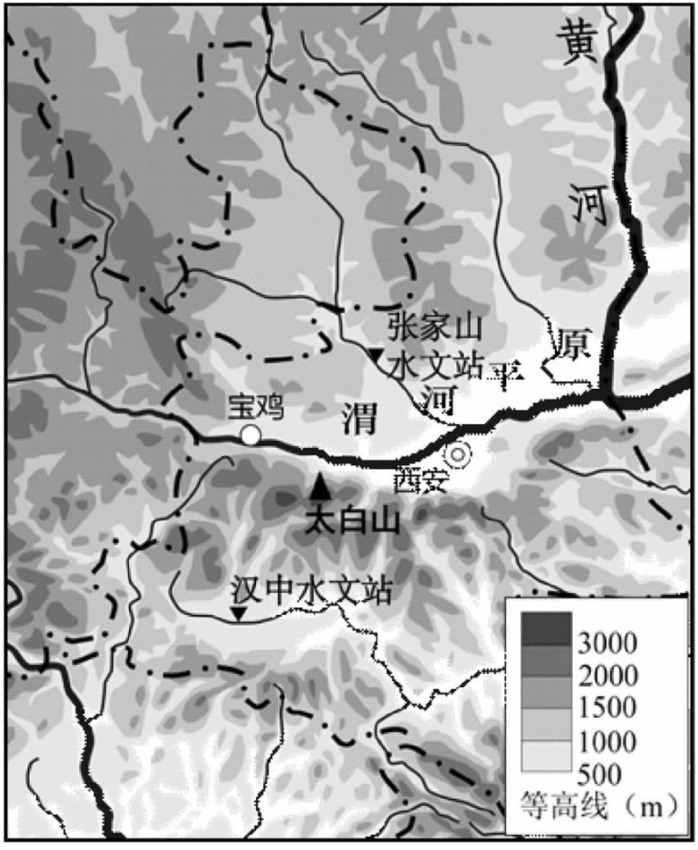 黄
河
张家山
水文站
原
平
河
渭
宝鸡
西安
太白山
汉中水文站
3000
2000
1500
1000
500
等高线（m）